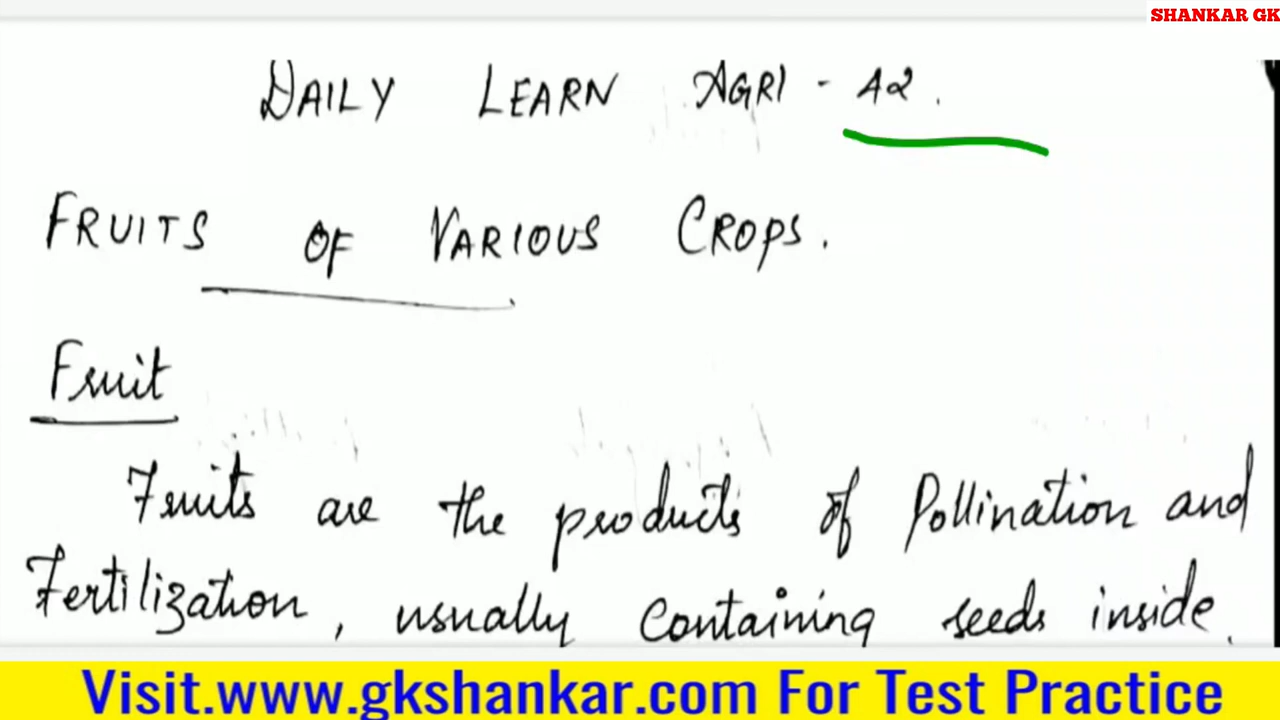 SHANKAR GK
DAILY LEARN AGRI - 42.
FRUITS OF VARIOUS CROPS.
Fruit
Fruits are the products of Pollination and
Fertilization, usually containing seeds inside.
Visit.www.gkshankar.com For Test Practice